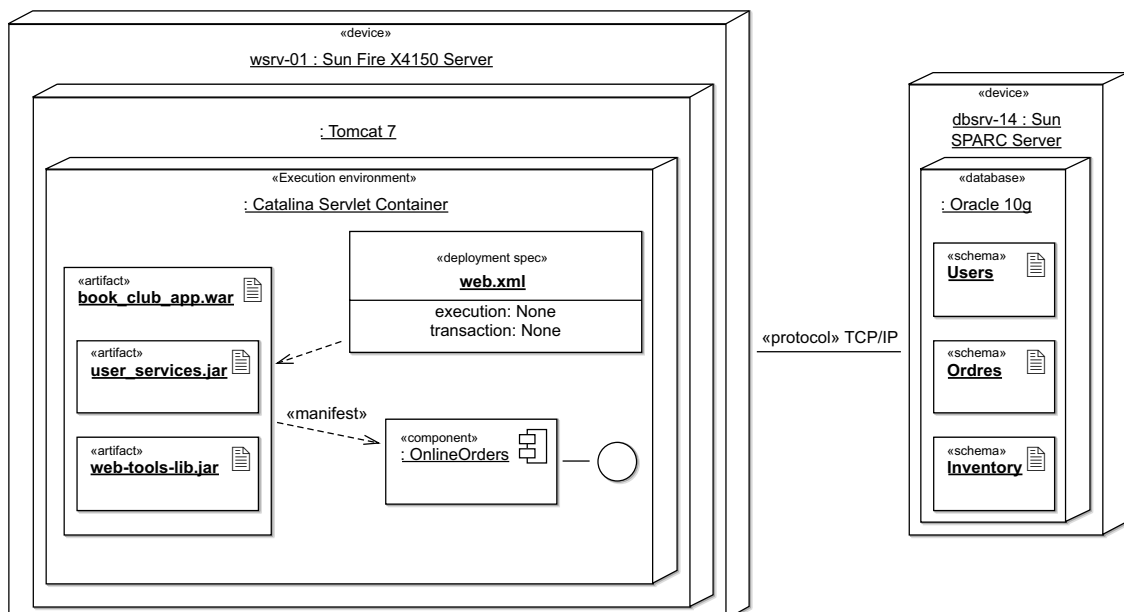 «device»
wsrv-01 : Sun Fire X4150 Server
: Tomcat 7
«Execution environment»
: Catalina Servlet Container
«artifact»
book_club_app.war
«artifact»
user_services.jar
«artifact»
web-tools-lib.jar
«deployment spec»
web.xml
execution: None
transaction: None
«manifest»
«component»
: OnlineOrders
«protocol» TCP/IP
«device»
dbsrv-14 : Sun
SPARC Server
«database»
: Oracle 10g
«schema»
Users
«schema»
Ordres
«schema»
Inventory